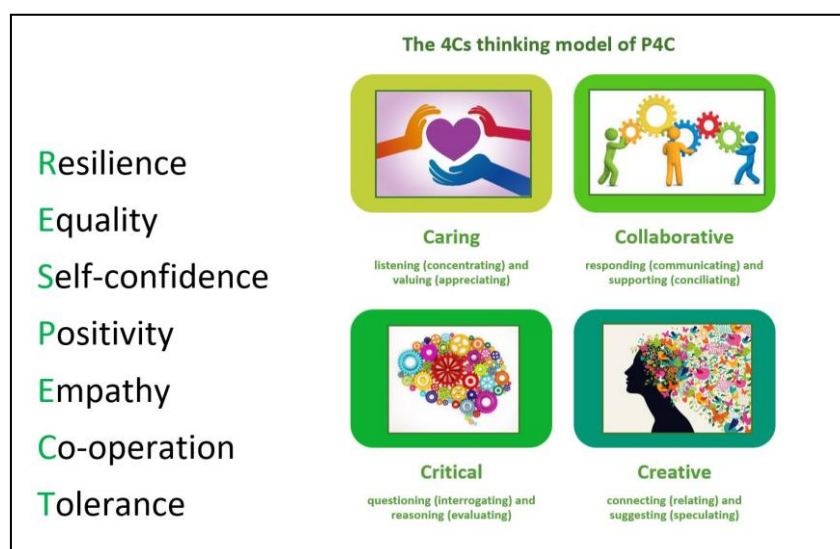 The 4Cs thinking model of P4C
Resilience
Equality
Self-confidence
Positivity
Empathy
Co-operation
Tolerance
Caring
listening (concentrating) and
valuing (appreciating)
Collaborative
responding (communicating) and
supporting (conciliating)
Critical
questioning (interrogating) and
reasoning (evaluating)
Creative
connecting (relating) and
suggesting (speculating)